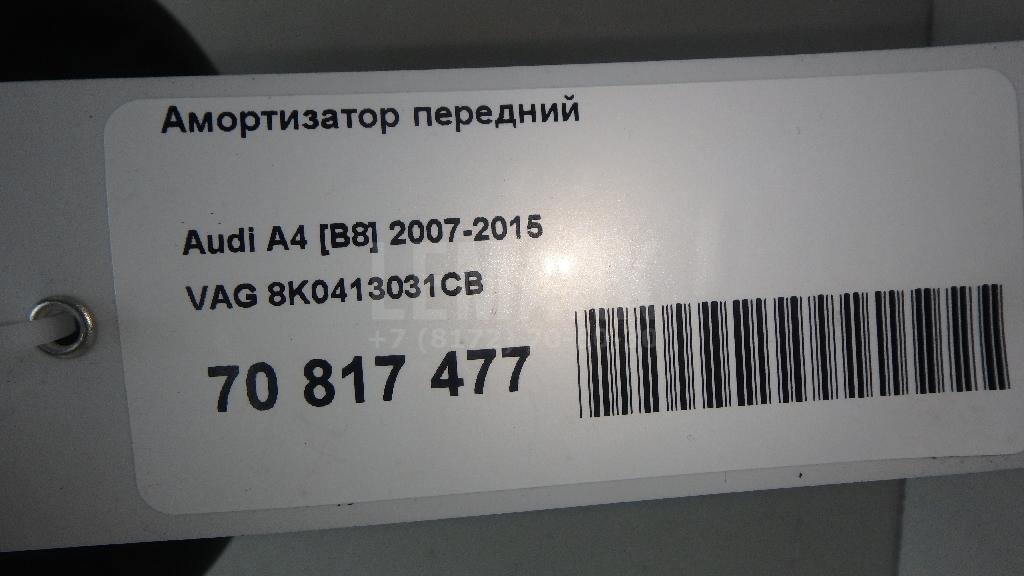 Амортизатор передний
Audi A4 [B8] 2007-2015
VAG 8K0413031CB
70 817 477